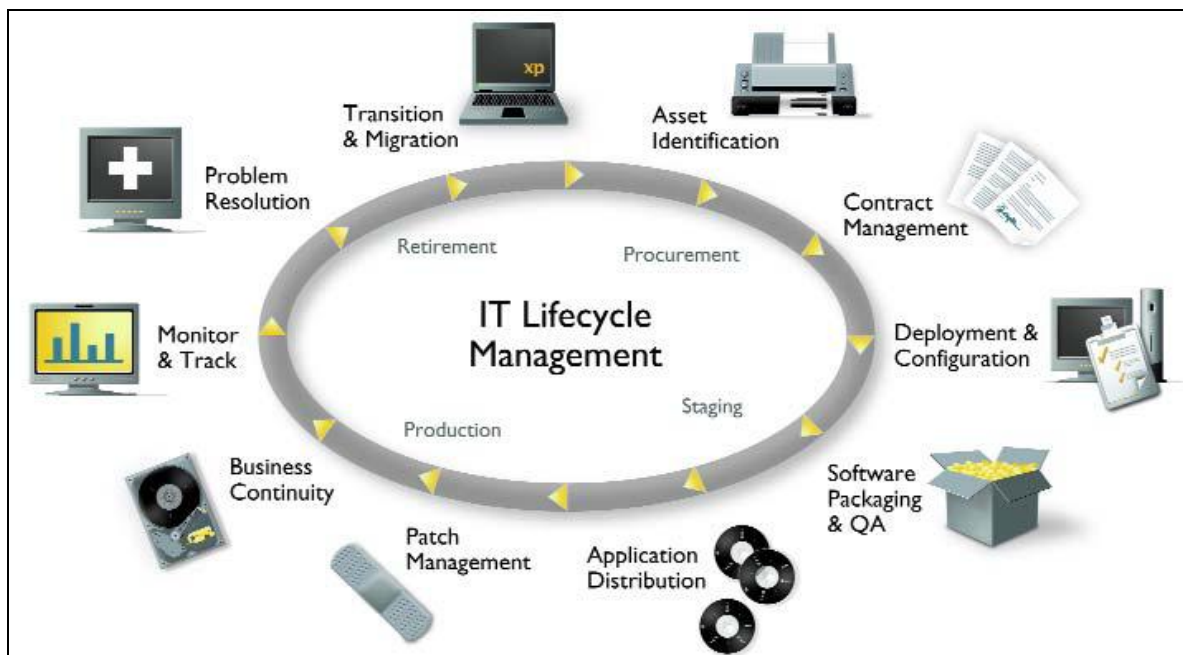 xp
Transition
& Migration
Asset
Identification
Problem
Resolution
Contract
Management
Retirement
Procurement
IT Lifecycle
Management
Monitor
& Track
Deployment &
Configuration
Staging
Production
Business
Continuity
Software
Packaging
& QA
Patch
Management
Application
Distribution